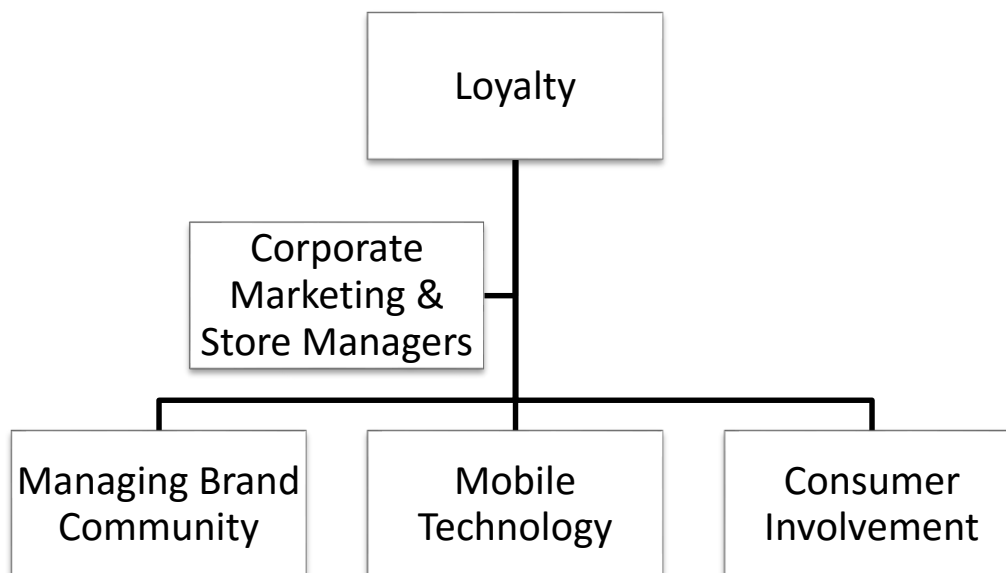 Loyalty
Corporate
Marketing &
Store Managers
Managing Brand
Community
Mobile
Technology
Consumer
Involvement